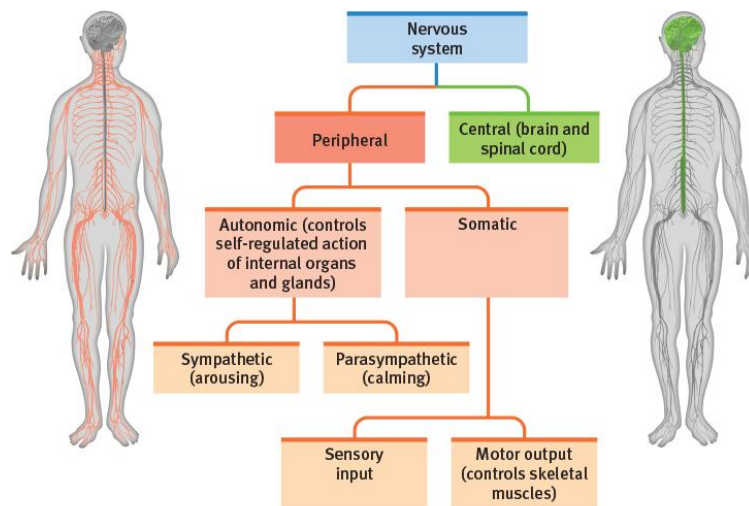 Nervous
system
Peripheral
Central (brain and
spinal cord)
Autonomic (controls
self-regulated action
of internal organs
and glands)
Somatic
Sympathetic
(arousing)
Parasympathetic
(calming)
Sensory
input
Motor output
(controls skeletal
muscles)